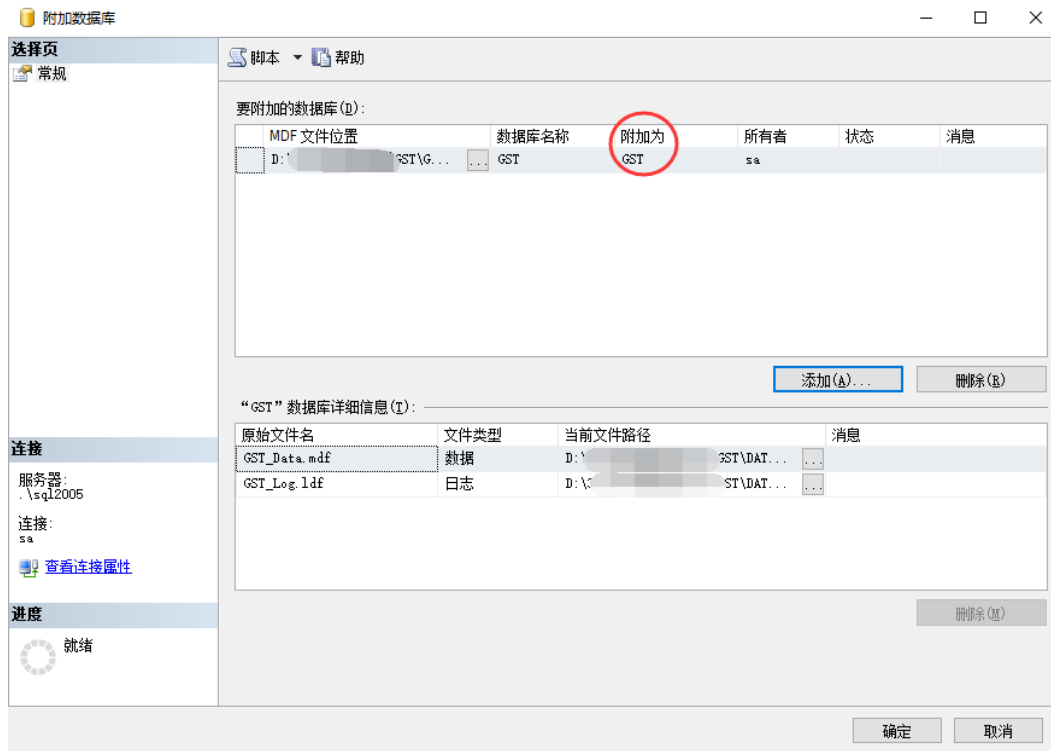 附加数据库
选择页
常规
脚本 帮助
要附加的数据库(D):
MDF 文件位置 数据库名称 附加为 所有者 状态 消息
D:\ GST\G... ... GST GST sa
添加(A)... 删除(R)
“GST”数据库详细信息(T):
原始文件名 文件类型 当前文件路径 消息
GST_Data.mdf 数据 D:\ GST\DAT... ...
GST_Log.ldf 日志 D:\ ST\DAT... ...
删除(M)
连接
服务器:
.\sql2005
连接:
sa
查看连接属性
进度
就绪
确定 取消